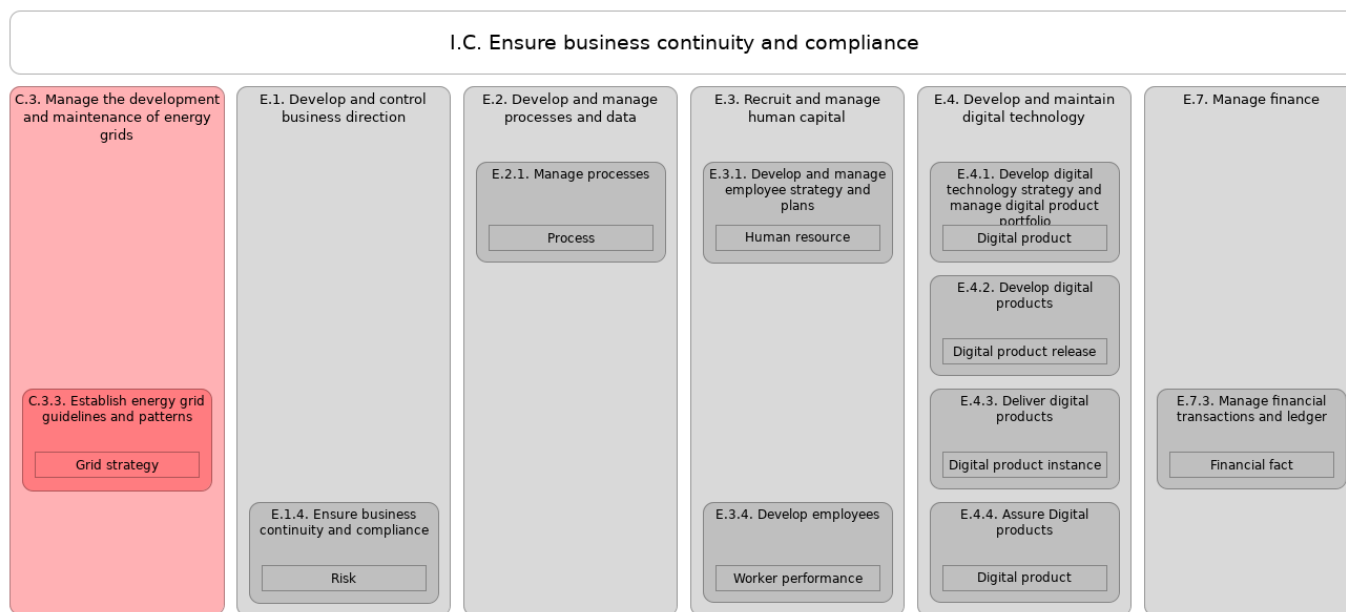 I.C. Ensure business continuity and compliance
C.3. Manage the development
and maintenance of energy
grids
C.3.3. Establish energy grid
guidelines and patterns
Grid strategy
E.1. Develop and control
business direction
E.1.4. Ensure business
continuity and compliance
Risk
E.2. Develop and manage
processes and data
E.2.1. Manage processes
Process
E.3. Recruit and manage
human capital
E.3.1. Develop and manage
employee strategy and
plans
Human resource
E.3.4. Develop employees
Worker performance
E.4. Develop and maintain
digital technology
E.4.1. Develop digital
technology strategy and
manage digital product
portfolio
Digital product
E.4.2. Develop digital
products
Digital product release
E.4.3. Deliver digital
products
Digital product instance
E.4.4. Assure Digital
products
Digital product
E.7. Manage finance
E.7.3. Manage financial
transactions and ledger
Financial fact